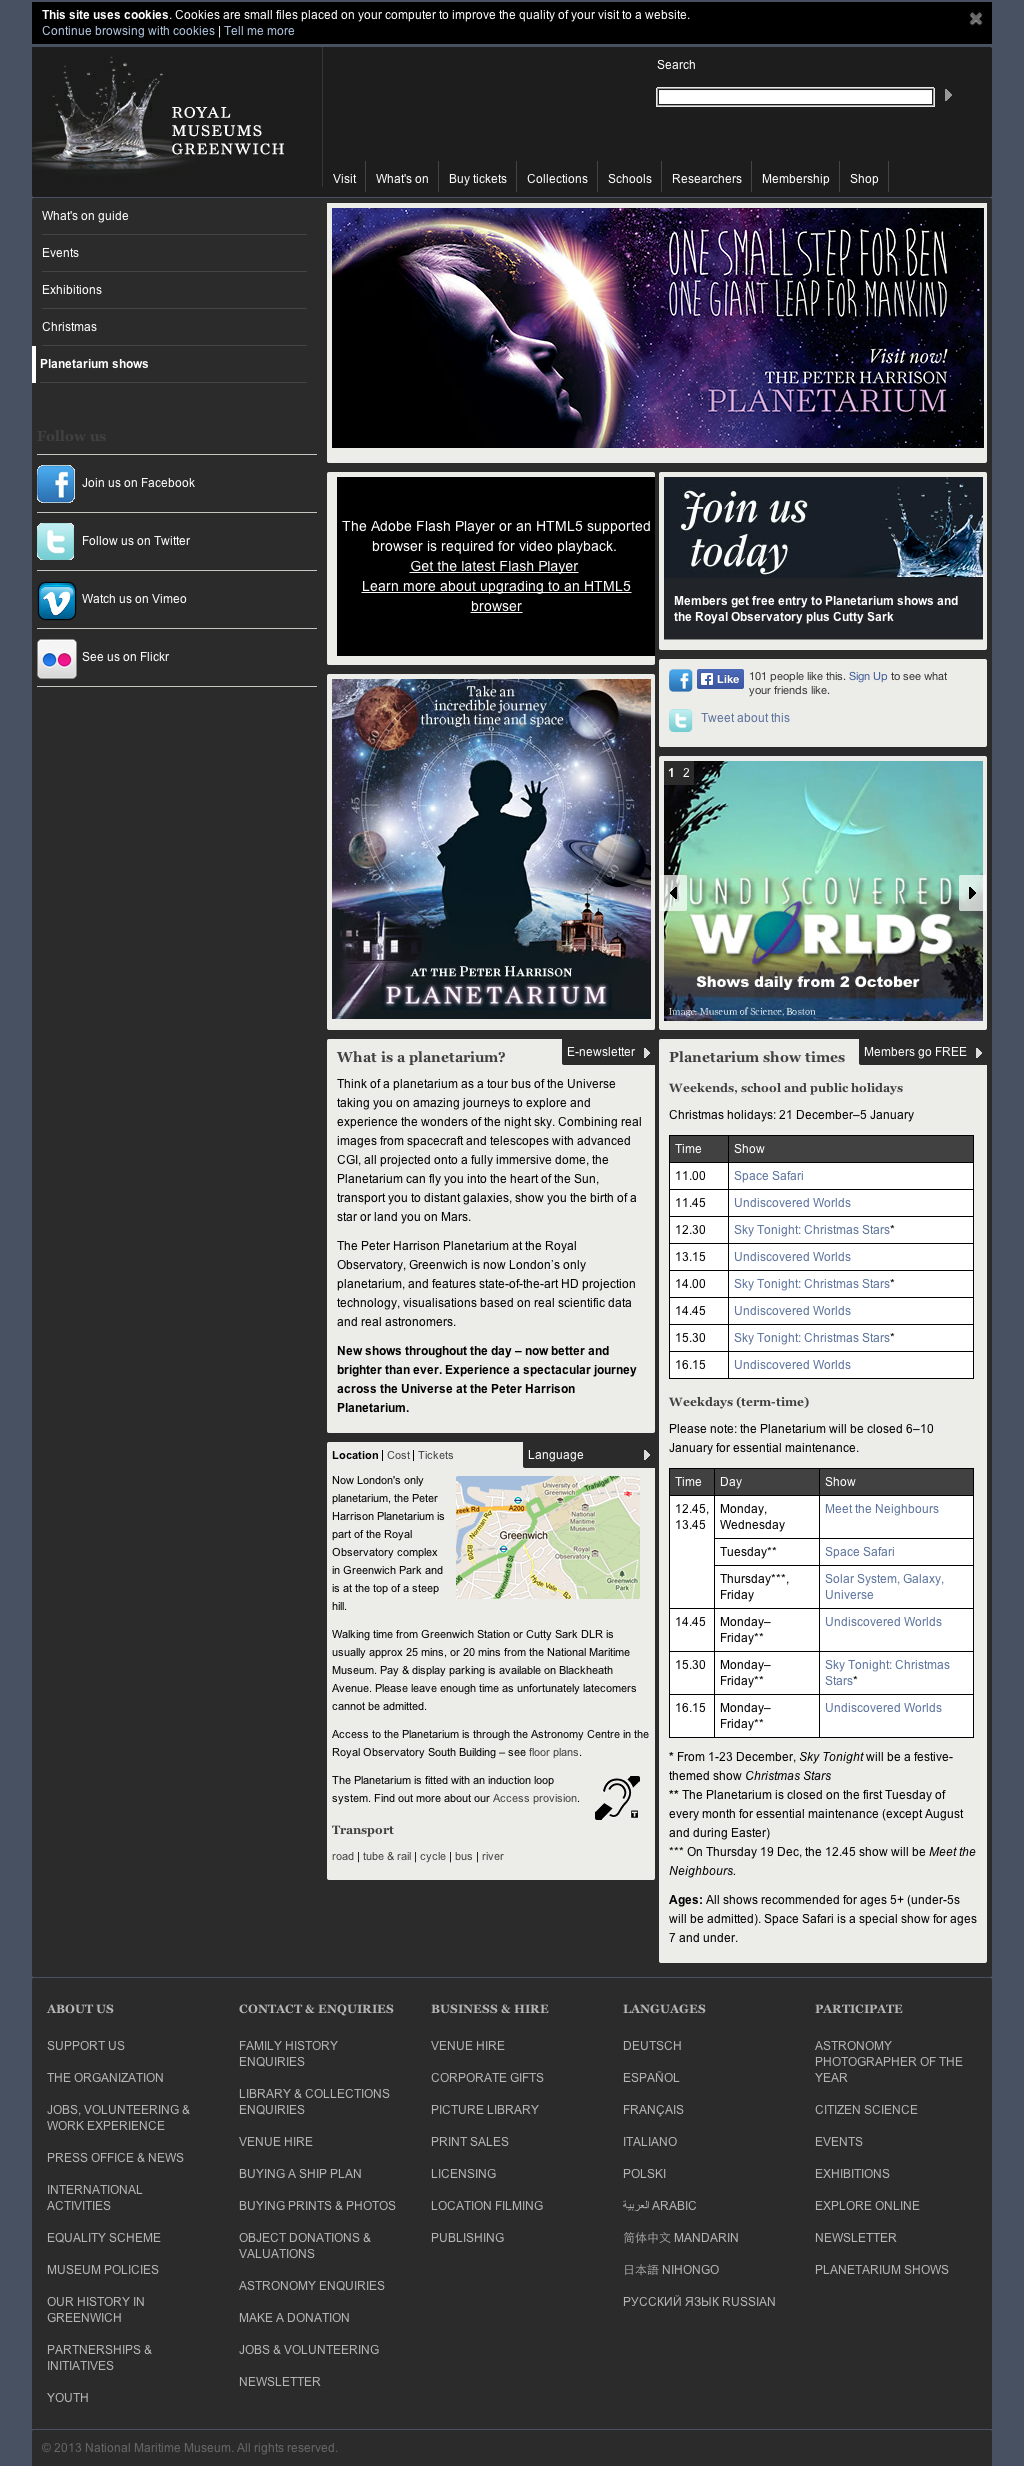 This site uses cookies. Cookies are small files placed on your computer to improve the quality of your visit to a website.
Continue browsing with cookies | Tell me more
ROYAL
MUSEUMS
GREENWICH
Search
Visit
What's on
Buy tickets
Collections
Schools
Researchers
Membership
Shop
What's on guide
Events
Exhibitions
Christmas
Planetarium shows
Follow us
Join us on Facebook
Follow us on Twitter
Watch us on Vimeo
See us on Flickr
ONE SMALL STEP FOR BEN
ONE GIANT LEAP FOR MANKIND
Visit now!
THE PETER HARRISON
PLANETARIUM
The Adobe Flash Player or an HTML5 supported
browser is required for video playback.
Get the latest Flash Player
Learn more about upgrading to an HTML5
browser
Join us
today
Members get free entry to Planetarium shows and
the Royal Observatory plus Cutty Sark
Like
101 people like this. Sign Up to see what
your friends like.
Tweet about this
Take an
incredible journey
through time and space
45
15
AT THE PETER HARRISON
PLANETARIUM
1 2
UNDISCOVERED
WORLDS
Shows daily from 2 October
Image: Museum of Science, Boston
What is a planetarium?
E-newsletter
Think of a planetarium as a tour bus of the Universe
taking you on amazing journeys to explore and
experience the wonders of the night sky. Combining real
images from spacecraft and telescopes with advanced
CGI, all projected onto a fully immersive dome, the
Planetarium can fly you into the heart of the Sun,
transport you to distant galaxies, show you the birth of a
star or land you on Mars.
The Peter Harrison Planetarium at the Royal
Observatory, Greenwich is now London's only
planetarium, and features state-of-the-art HD projection
technology, visualisations based on real scientific data
and real astronomers.
New shows throughout the day – now better and
brighter than ever. Experience a spectacular journey
across the Universe at the Peter Harrison
Planetarium.
Location | Cost | Tickets
Language
Now London's only
planetarium, the Peter
Harrison Planetarium is
part of the Royal
Observatory complex
in Greenwich Park and
is at the top of a steep
hill.
University of
Greenwich
Trafalgar R
eek Rd
A200
Norman Rd
National
Maritime
Museum
Greenwich
B208
Royal
Observatory
Greenwich
Park
Hyde Vale
Walking time from Greenwich Station or Cutty Sark DLR is
usually approx 25 mins, or 20 mins from the National Maritime
Museum. Pay & display parking is available on Blackheath
Avenue. Please leave enough time as unfortunately latecomers
cannot be admitted.
Access to the Planetarium is through the Astronomy Centre in the
Royal Observatory South Building – see floor plans.
The Planetarium is fitted with an induction loop
system. Find out more about our Access provision.
T
Transport
road | tube & rail | cycle | bus | river
Planetarium show times
Members go FREE
Weekends, school and public holidays
Christmas holidays: 21 December–5 January
Time Show
11.00 Space Safari
11.45 Undiscovered Worlds
12.30 Sky Tonight: Christmas Stars*
13.15 Undiscovered Worlds
14.00 Sky Tonight: Christmas Stars*
14.45 Undiscovered Worlds
15.30 Sky Tonight: Christmas Stars*
16.15 Undiscovered Worlds
Weekdays (term-time)
Please note: the Planetarium will be closed 6–10
January for essential maintenance.
Time Day Show
12.45, Monday, Meet the Neighbours
13.45 Wednesday
Tuesday** Space Safari
Thursday***, Solar System, Galaxy,
Friday Universe
14.45 Monday– Undiscovered Worlds
Friday**
15.30 Monday– Sky Tonight: Christmas
Friday** Stars*
16.15 Monday– Undiscovered Worlds
Friday**
* From 1-23 December, Sky Tonight will be a festive-
themed show Christmas Stars
** The Planetarium is closed on the first Tuesday of
every month for essential maintenance (except August
and during Easter)
*** On Thursday 19 Dec, the 12.45 show will be Meet the
Neighbours.
Ages: All shows recommended for ages 5+ (under-5s
will be admitted). Space Safari is a special show for ages
7 and under.
ABOUT US
SUPPORT US
THE ORGANIZATION
JOBS, VOLUNTEERING &
WORK EXPERIENCE
PRESS OFFICE & NEWS
INTERNATIONAL
ACTIVITIES
EQUALITY SCHEME
MUSEUM POLICIES
OUR HISTORY IN
GREENWICH
PARTNERSHIPS &
INITIATIVES
YOUTH
CONTACT & ENQUIRIES
FAMILY HISTORY
ENQUIRIES
LIBRARY & COLLECTIONS
ENQUIRIES
VENUE HIRE
BUYING A SHIP PLAN
BUYING PRINTS & PHOTOS
OBJECT DONATIONS &
VALUATIONS
ASTRONOMY ENQUIRIES
MAKE A DONATION
JOBS & VOLUNTEERING
NEWSLETTER
BUSINESS & HIRE
VENUE HIRE
CORPORATE GIFTS
PICTURE LIBRARY
PRINT SALES
LICENSING
LOCATION FILMING
PUBLISHING
LANGUAGES
DEUTSCH
ESPAÑOL
FRANÇAIS
ITALIANO
POLSKI
العربية ARABIC
简体中文 MANDARIN
日本語 NIHONGO
РУССКИЙ ЯЗЫК RUSSIAN
PARTICIPATE
ASTRONOMY
PHOTOGRAPHER OF THE
YEAR
CITIZEN SCIENCE
EVENTS
EXHIBITIONS
EXPLORE ONLINE
NEWSLETTER
PLANETARIUM SHOWS
© 2013 National Maritime Museum. All rights reserved.